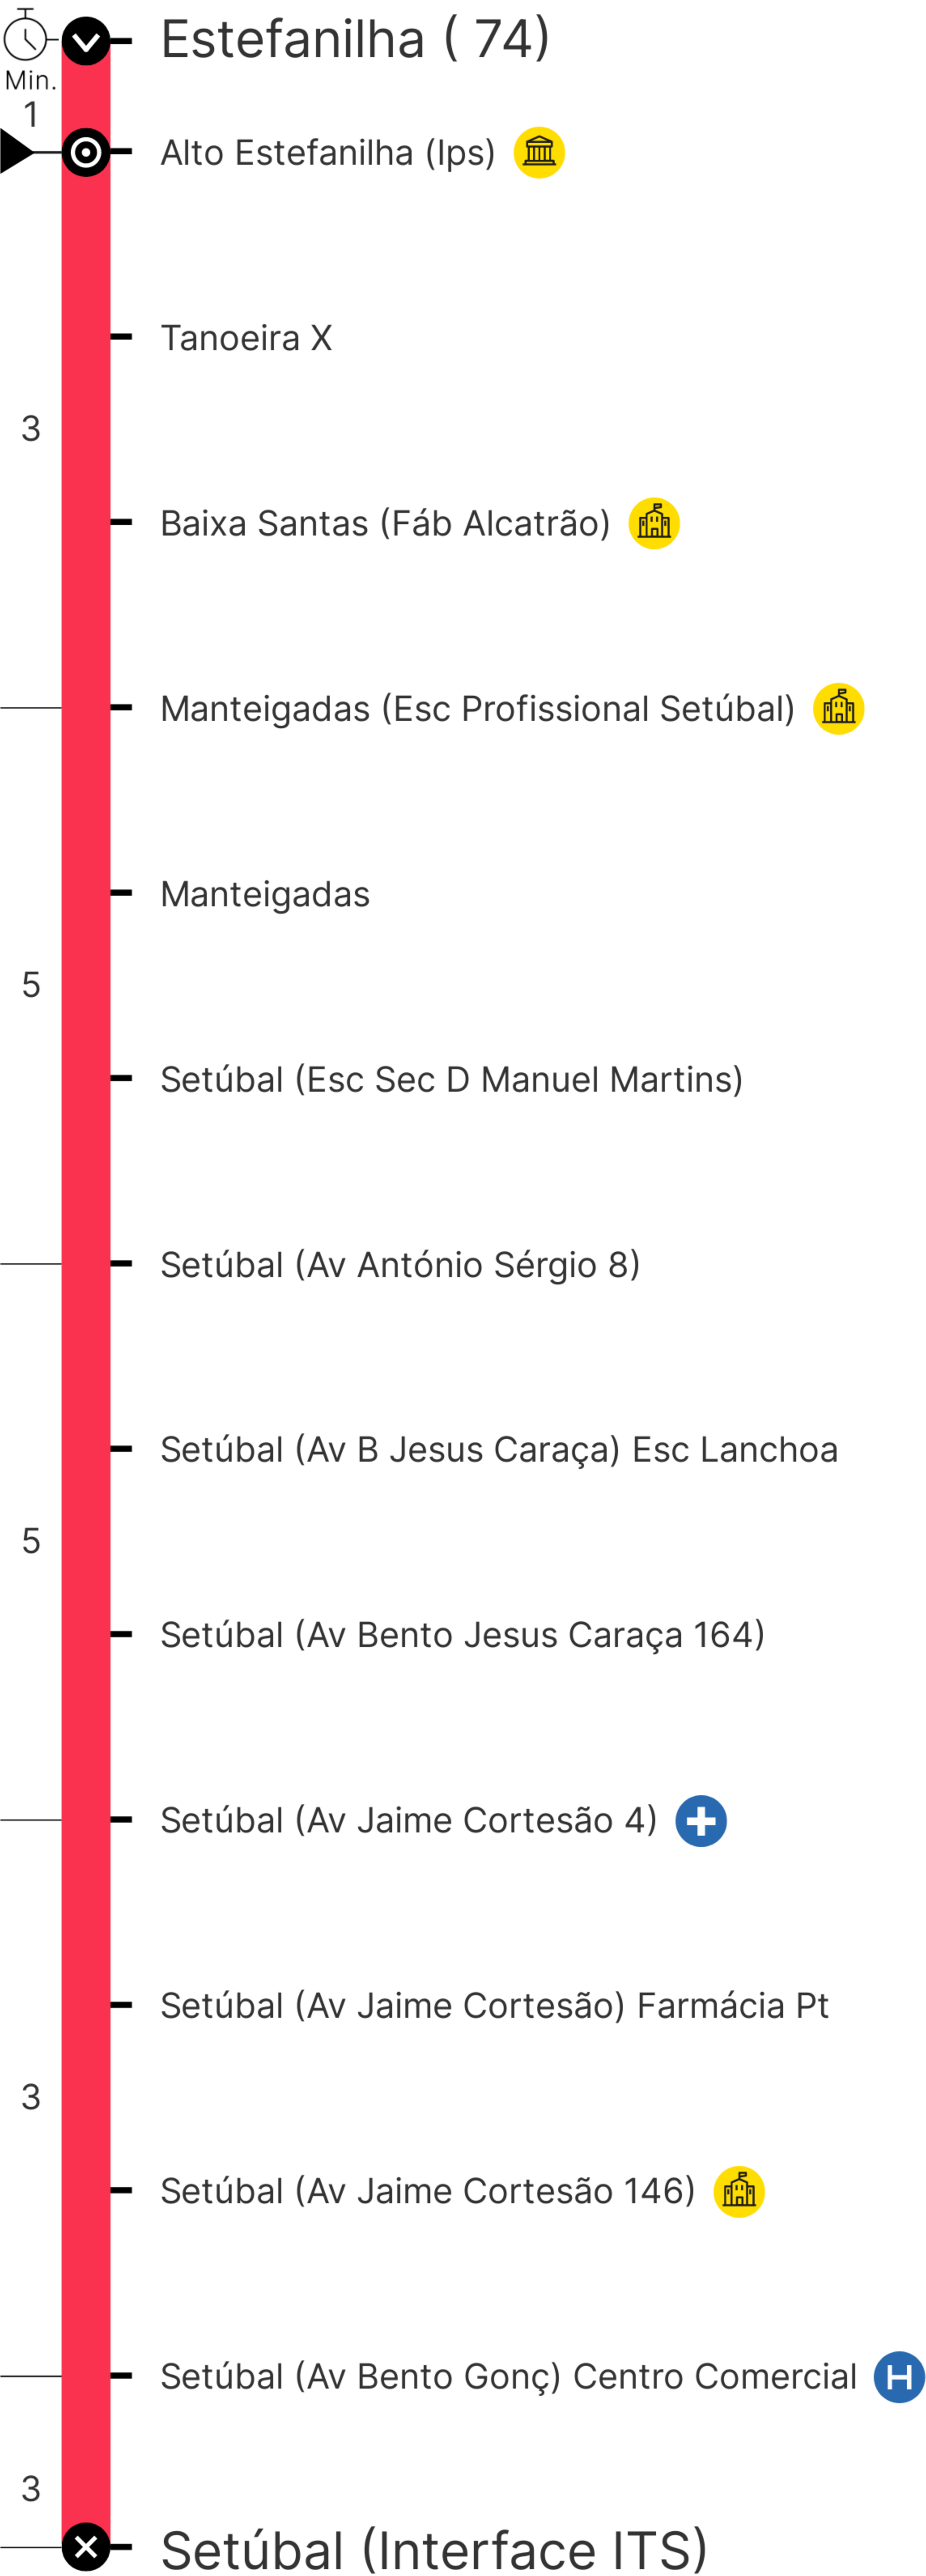 Estefanilha ( 74)
Min.
1
Alto Estefanilha (Ips)
Tanoeira X
3
Baixa Santas (Fáb Alcatrão)
Manteigadas (Esc Profissional Setúbal)
Manteigadas
5
Setúbal (Esc Sec D Manuel Martins)
Setúbal (Av António Sérgio 8)
Setúbal (Av B Jesus Caraça) Esc Lanchoa
5
Setúbal (Av Bento Jesus Caraça 164)
Setúbal (Av Jaime Cortesão 4)
Setúbal (Av Jaime Cortesão) Farmácia Pt
3
Setúbal (Av Jaime Cortesão 146)
Setúbal (Av Bento Gonç) Centro Comercial H
3
Setúbal (Interface ITS)